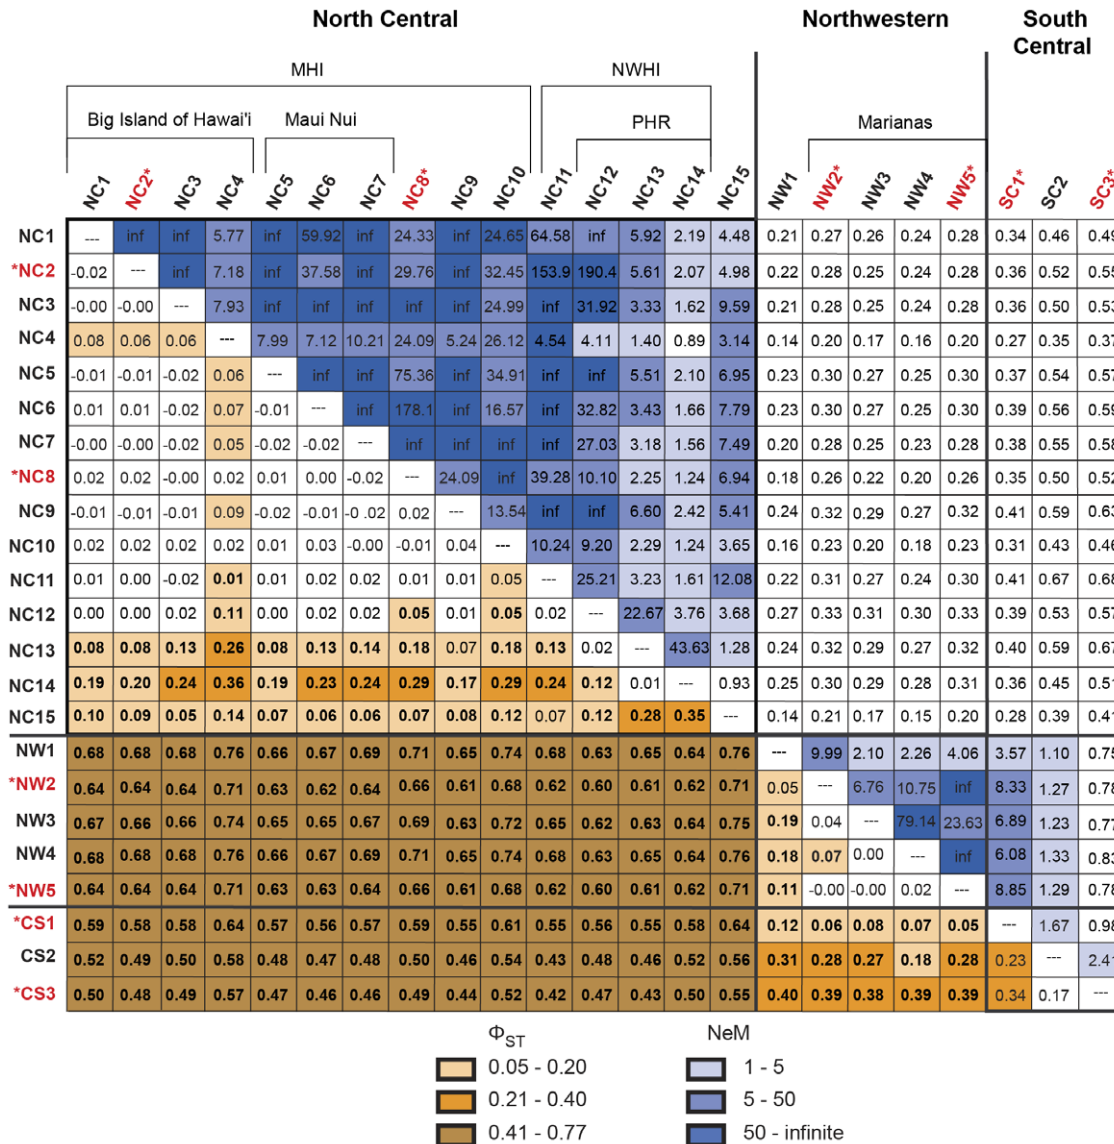 North Central Northwestern South Central
MHI NWHI
Big Island of Hawai'i Maui Nui PHR Marianas
NC1 NC2* NC3 NC4 NC5 NC6 NC7 NC8* NC9 NC10 NC11 NC12 NC13 NC14 NC15 NW1 NW2* NW3 NW4 NW5* SC1* SC2 SC3*
NC1 --- inf inf 5.77 inf 59.92 inf 24.33 inf 24.65 64.58 inf 5.92 2.19 4.48 0.21 0.27 0.26 0.24 0.28 0.34 0.46 0.49
*NC2 -0.02 --- inf 7.18 inf 37.58 inf 29.76 inf 32.45 153.9 190.4 5.61 2.07 4.98 0.22 0.28 0.25 0.24 0.28 0.36 0.52 0.55
NC3 -0.00 -0.00 --- 7.93 inf inf inf inf inf 24.99 inf 31.92 3.33 1.62 9.59 0.21 0.28 0.25 0.24 0.28 0.36 0.50 0.53
NC4 0.08 0.06 0.06 --- 7.99 7.12 10.21 24.09 5.24 26.12 4.54 4.11 1.40 0.89 3.14 0.14 0.20 0.17 0.16 0.20 0.27 0.35 0.37
NC5 -0.01 -0.01 -0.02 0.06 --- inf inf 75.36 inf 34.91 inf inf 5.51 2.10 6.95 0.23 0.30 0.27 0.25 0.30 0.37 0.54 0.57
NC6 0.01 0.01 -0.02 0.07 -0.01 --- inf 178.1 inf 16.57 inf 32.82 3.43 1.66 7.79 0.23 0.30 0.27 0.25 0.30 0.39 0.56 0.59
NC7 -0.00 -0.00 -0.02 0.05 -0.02 -0.02 --- inf inf inf inf 27.03 3.18 1.56 7.49 0.20 0.28 0.25 0.23 0.28 0.38 0.55 0.58
*NC8 0.02 0.02 -0.00 0.02 0.01 0.00 -0.02 --- 24.09 inf 39.28 10.10 2.25 1.24 6.94 0.18 0.26 0.22 0.20 0.26 0.35 0.50 0.52
NC9 -0.01 -0.01 -0.01 0.09 -0.02 -0.01 -0 .02 0.02 --- 13.54 inf inf 6.60 2.42 5.41 0.24 0.32 0.29 0.27 0.32 0.41 0.59 0.63
NC10 0.02 0.02 0.02 0.02 0.01 0.03 -0.00 -0.01 0.04 --- 10.24 9.20 2.29 1.24 3.65 0.16 0.23 0.20 0.18 0.23 0.31 0.43 0.46
NC11 0.01 0.00 -0.02 0.01 0.01 0.02 0.02 0.01 0.01 0.05 --- 25.21 3.23 1.61 12.08 0.22 0.31 0.27 0.24 0.30 0.41 0.67 0.68
NC12 0.00 0.00 0.02 0.11 0.00 0.02 0.02 0.05 0.01 0.05 0.02 --- 22.67 3.76 3.68 0.27 0.33 0.31 0.30 0.33 0.39 0.53 0.57
NC13 0.08 0.08 0.13 0.26 0.08 0.13 0.14 0.18 0.07 0.18 0.13 0.02 --- 43.63 1.28 0.24 0.32 0.29 0.27 0.32 0.40 0.59 0.67
NC14 0.19 0.20 0.24 0.36 0.19 0.23 0.24 0.29 0.17 0.29 0.24 0.12 0.01 --- 0.93 0.25 0.30 0.29 0.28 0.31 0.36 0.45 0.51
NC15 0.10 0.09 0.05 0.14 0.07 0.06 0.06 0.07 0.08 0.12 0.07 0.12 0.28 0.35 --- 0.14 0.21 0.17 0.15 0.20 0.28 0.39 0.41
NW1 0.68 0.68 0.68 0.76 0.66 0.67 0.69 0.71 0.65 0.74 0.68 0.63 0.65 0.64 0.76 --- 9.99 2.10 2.26 4.06 3.57 1.10 0.75
*NW2 0.64 0.64 0.64 0.71 0.63 0.62 0.64 0.66 0.61 0.68 0.62 0.60 0.61 0.62 0.71 0.05 --- 6.76 10.75 inf 8.33 1.27 0.78
NW3 0.67 0.66 0.66 0.74 0.65 0.65 0.67 0.69 0.63 0.72 0.65 0.62 0.63 0.64 0.75 0.19 0.04 --- 79.14 23.63 6.89 1.23 0.77
NW4 0.68 0.68 0.68 0.76 0.66 0.67 0.69 0.71 0.65 0.74 0.68 0.63 0.65 0.64 0.76 0.18 0.07 0.00 --- inf 6.08 1.33 0.83
*NW5 0.64 0.64 0.64 0.71 0.63 0.63 0.64 0.66 0.61 0.68 0.62 0.60 0.61 0.62 0.71 0.11 -0.00 -0.00 0.02 --- 8.85 1.29 0.78
*CS1 0.59 0.58 0.58 0.64 0.57 0.56 0.57 0.59 0.55 0.61 0.55 0.56 0.55 0.58 0.64 0.12 0.06 0.08 0.07 0.05 --- 1.67 0.98
CS2 0.52 0.49 0.50 0.58 0.48 0.47 0.48 0.50 0.46 0.54 0.43 0.48 0.46 0.52 0.56 0.31 0.28 0.27 0.18 0.28 0.23 --- 2.41
*CS3 0.50 0.48 0.49 0.57 0.47 0.46 0.46 0.49 0.44 0.52 0.42 0.47 0.43 0.50 0.55 0.40 0.39 0.38 0.39 0.39 0.34 0.17 ---
ΦST NeM
0.05 - 0.20 1 - 5
0.21 - 0.40 5 - 50
0.41 - 0.77 50 - infinite